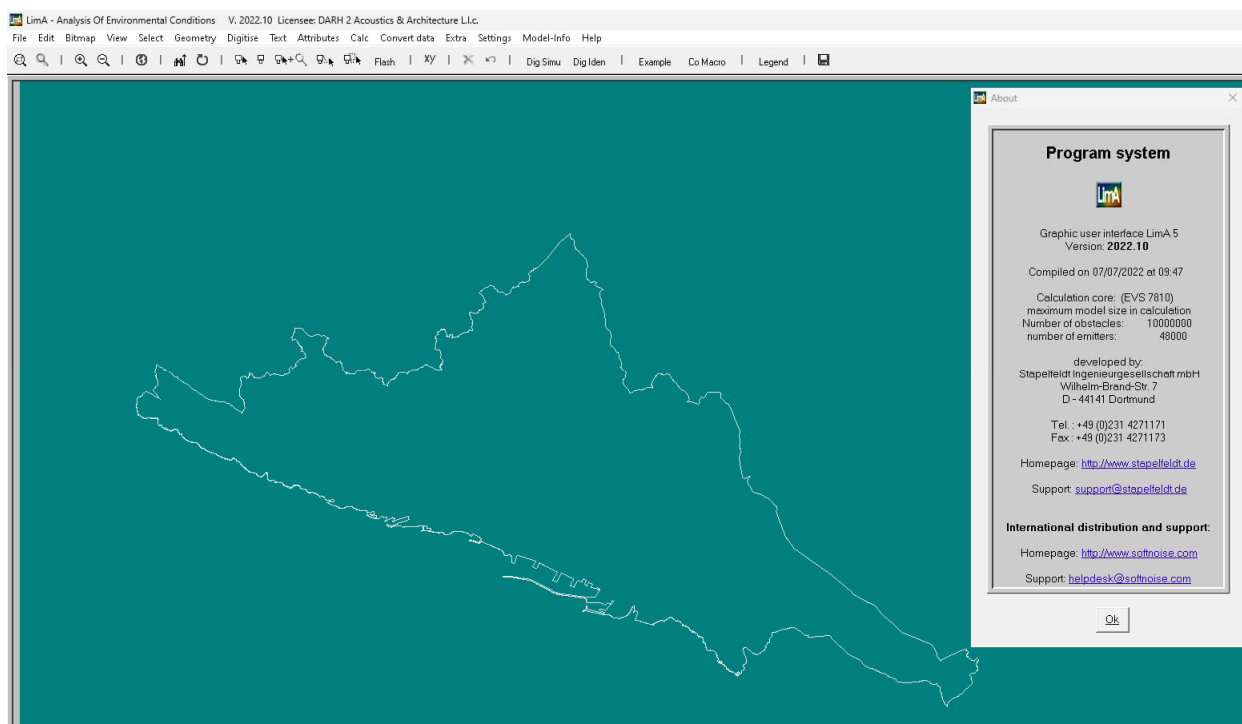 LimA - Analysis Of Environmental Conditions V. 2022.10 Licensee: DARH 2 Acoustics & Architecture L.l.c.
File Edit Bitmap View Select Geometry Digitise Text Attributes Calc Convert data Extra Settings Model-Info Help
Flash XY Dig Simu Dig Iden Example Co Macro Legend
About
Program system
LimA
Graphic user interface LimA 5
Version: 2022.10
Compiled on 07/07/2022 at 09:47
Calculation core: (EVS 7810)
maximum model size in calculation
Number of obstacles: 10000000
number of emitters: 48000
developed by:
Stapelfeldt Ingenieurgesellschaft mbH
Wilhelm-Brand-Str. 7
D - 44141 Dortmund
Tel. : +49 (0)231 4271171
Fax : +49 (0)231 4271173
Homepage: http://www.stapelfeldt.de
Support: support@stapelfeldt.de
International distribution and support:
Homepage: http://www.softnoise.com
Support: helpdesk@softnoise.com
Ok